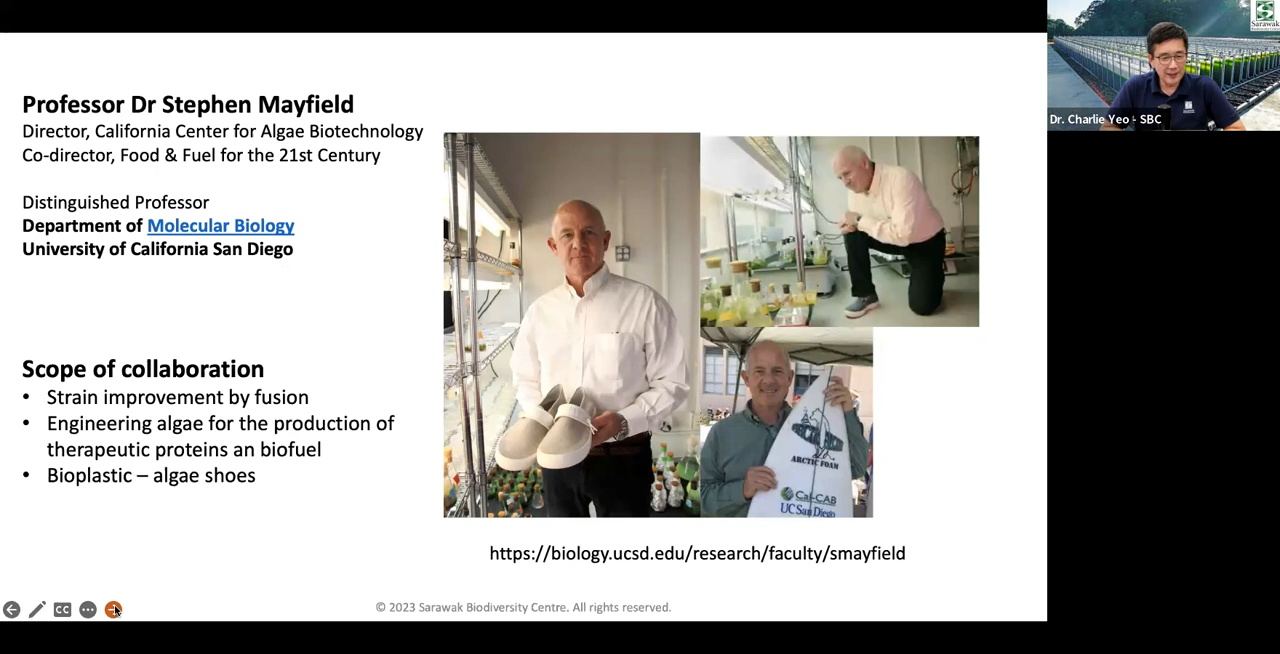 Professor Dr Stephen Mayfield
Director, California Center for Algae Biotechnology
Co-director, Food & Fuel for the 21st Century
Distinguished Professor
Department of Molecular Biology
University of California San Diego
Scope of collaboration
• Strain improvement by fusion
• Engineering algae for the production of
therapeutic proteins an biofuel
• Bioplastic – algae shoes
ARCTIC FOAM
Cal-CAB
UC San Diego
https://biology.ucsd.edu/research/faculty/smayfield
CC
© 2023 Sarawak Biodiversity Centre. All rights reserved.
Sarawak
Dr. Charlie Yeo - SBC